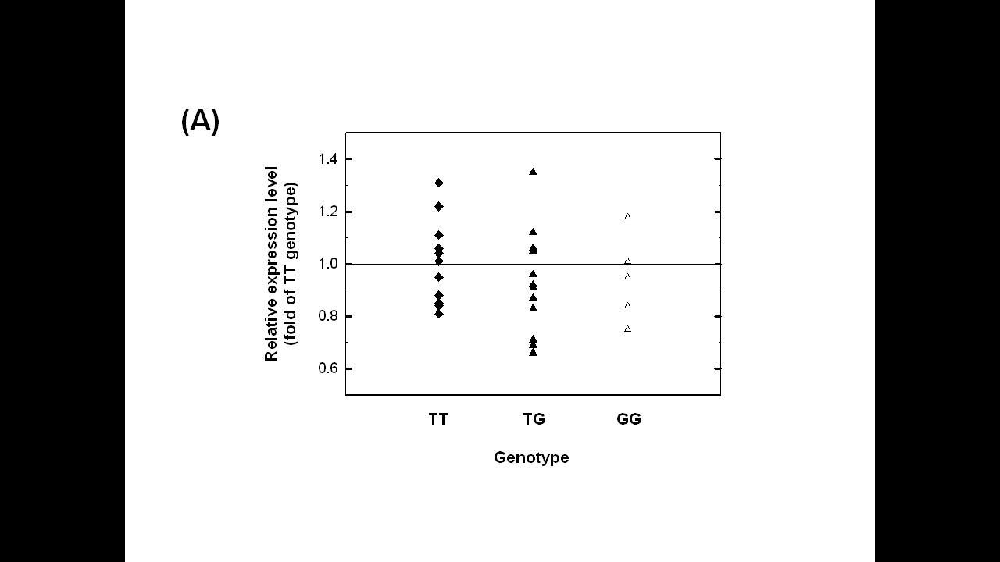 (A)
Relative expression level
(fold of TT genotype)
1.4
1.2
1.0
0.8
0.6
TT TG GG
Genotype